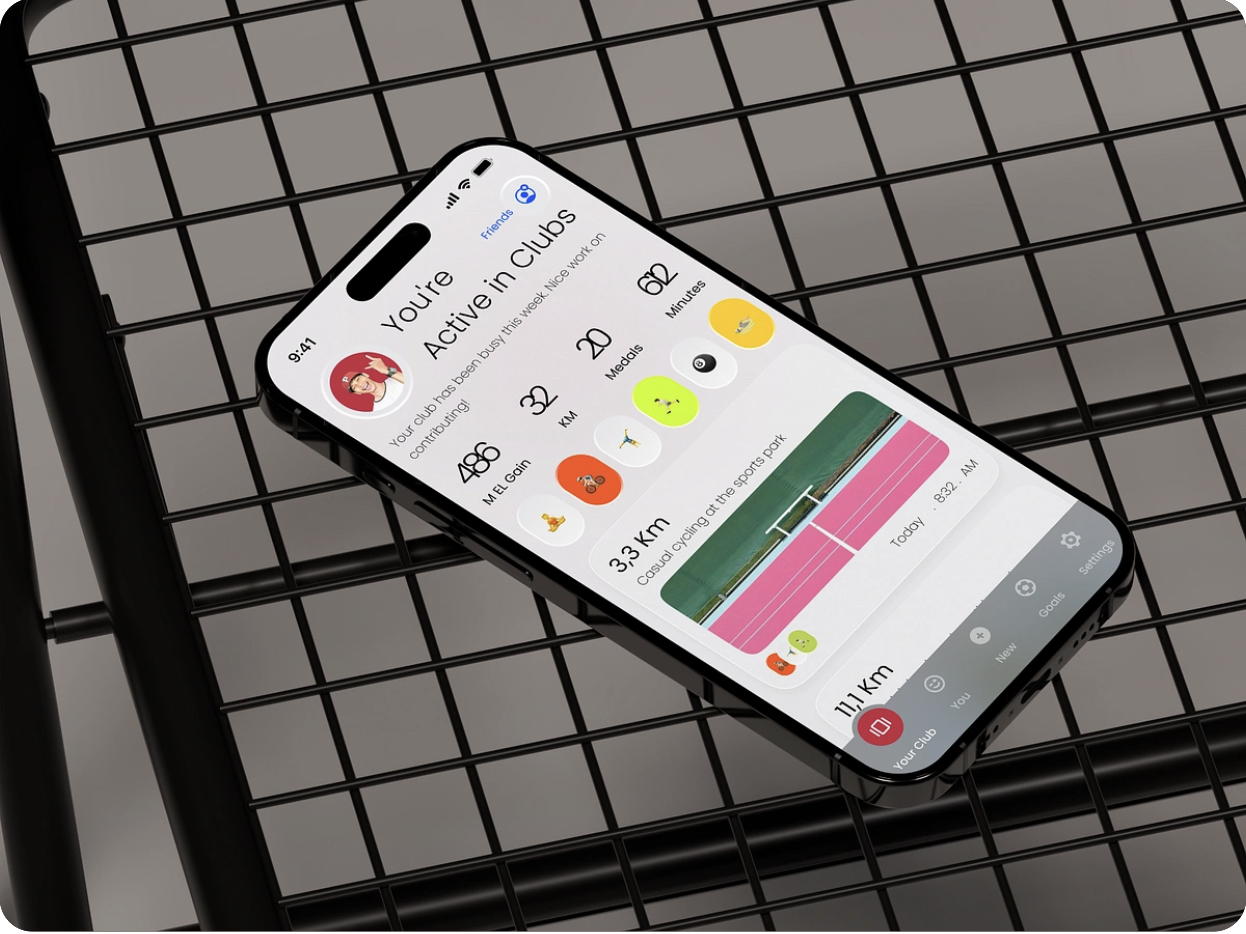 9:41
Friends
You're
Active in Clubs
Your club has been busy this week. Nice work on
contributing!
486
M EL Gain
32
KM
20
Medals
612
Minutes
8
3,3 Km
Casual cycling at the sports park
Today . 8:32 . AM
11,1 Km
Your Club
You
New
Goals
Settings